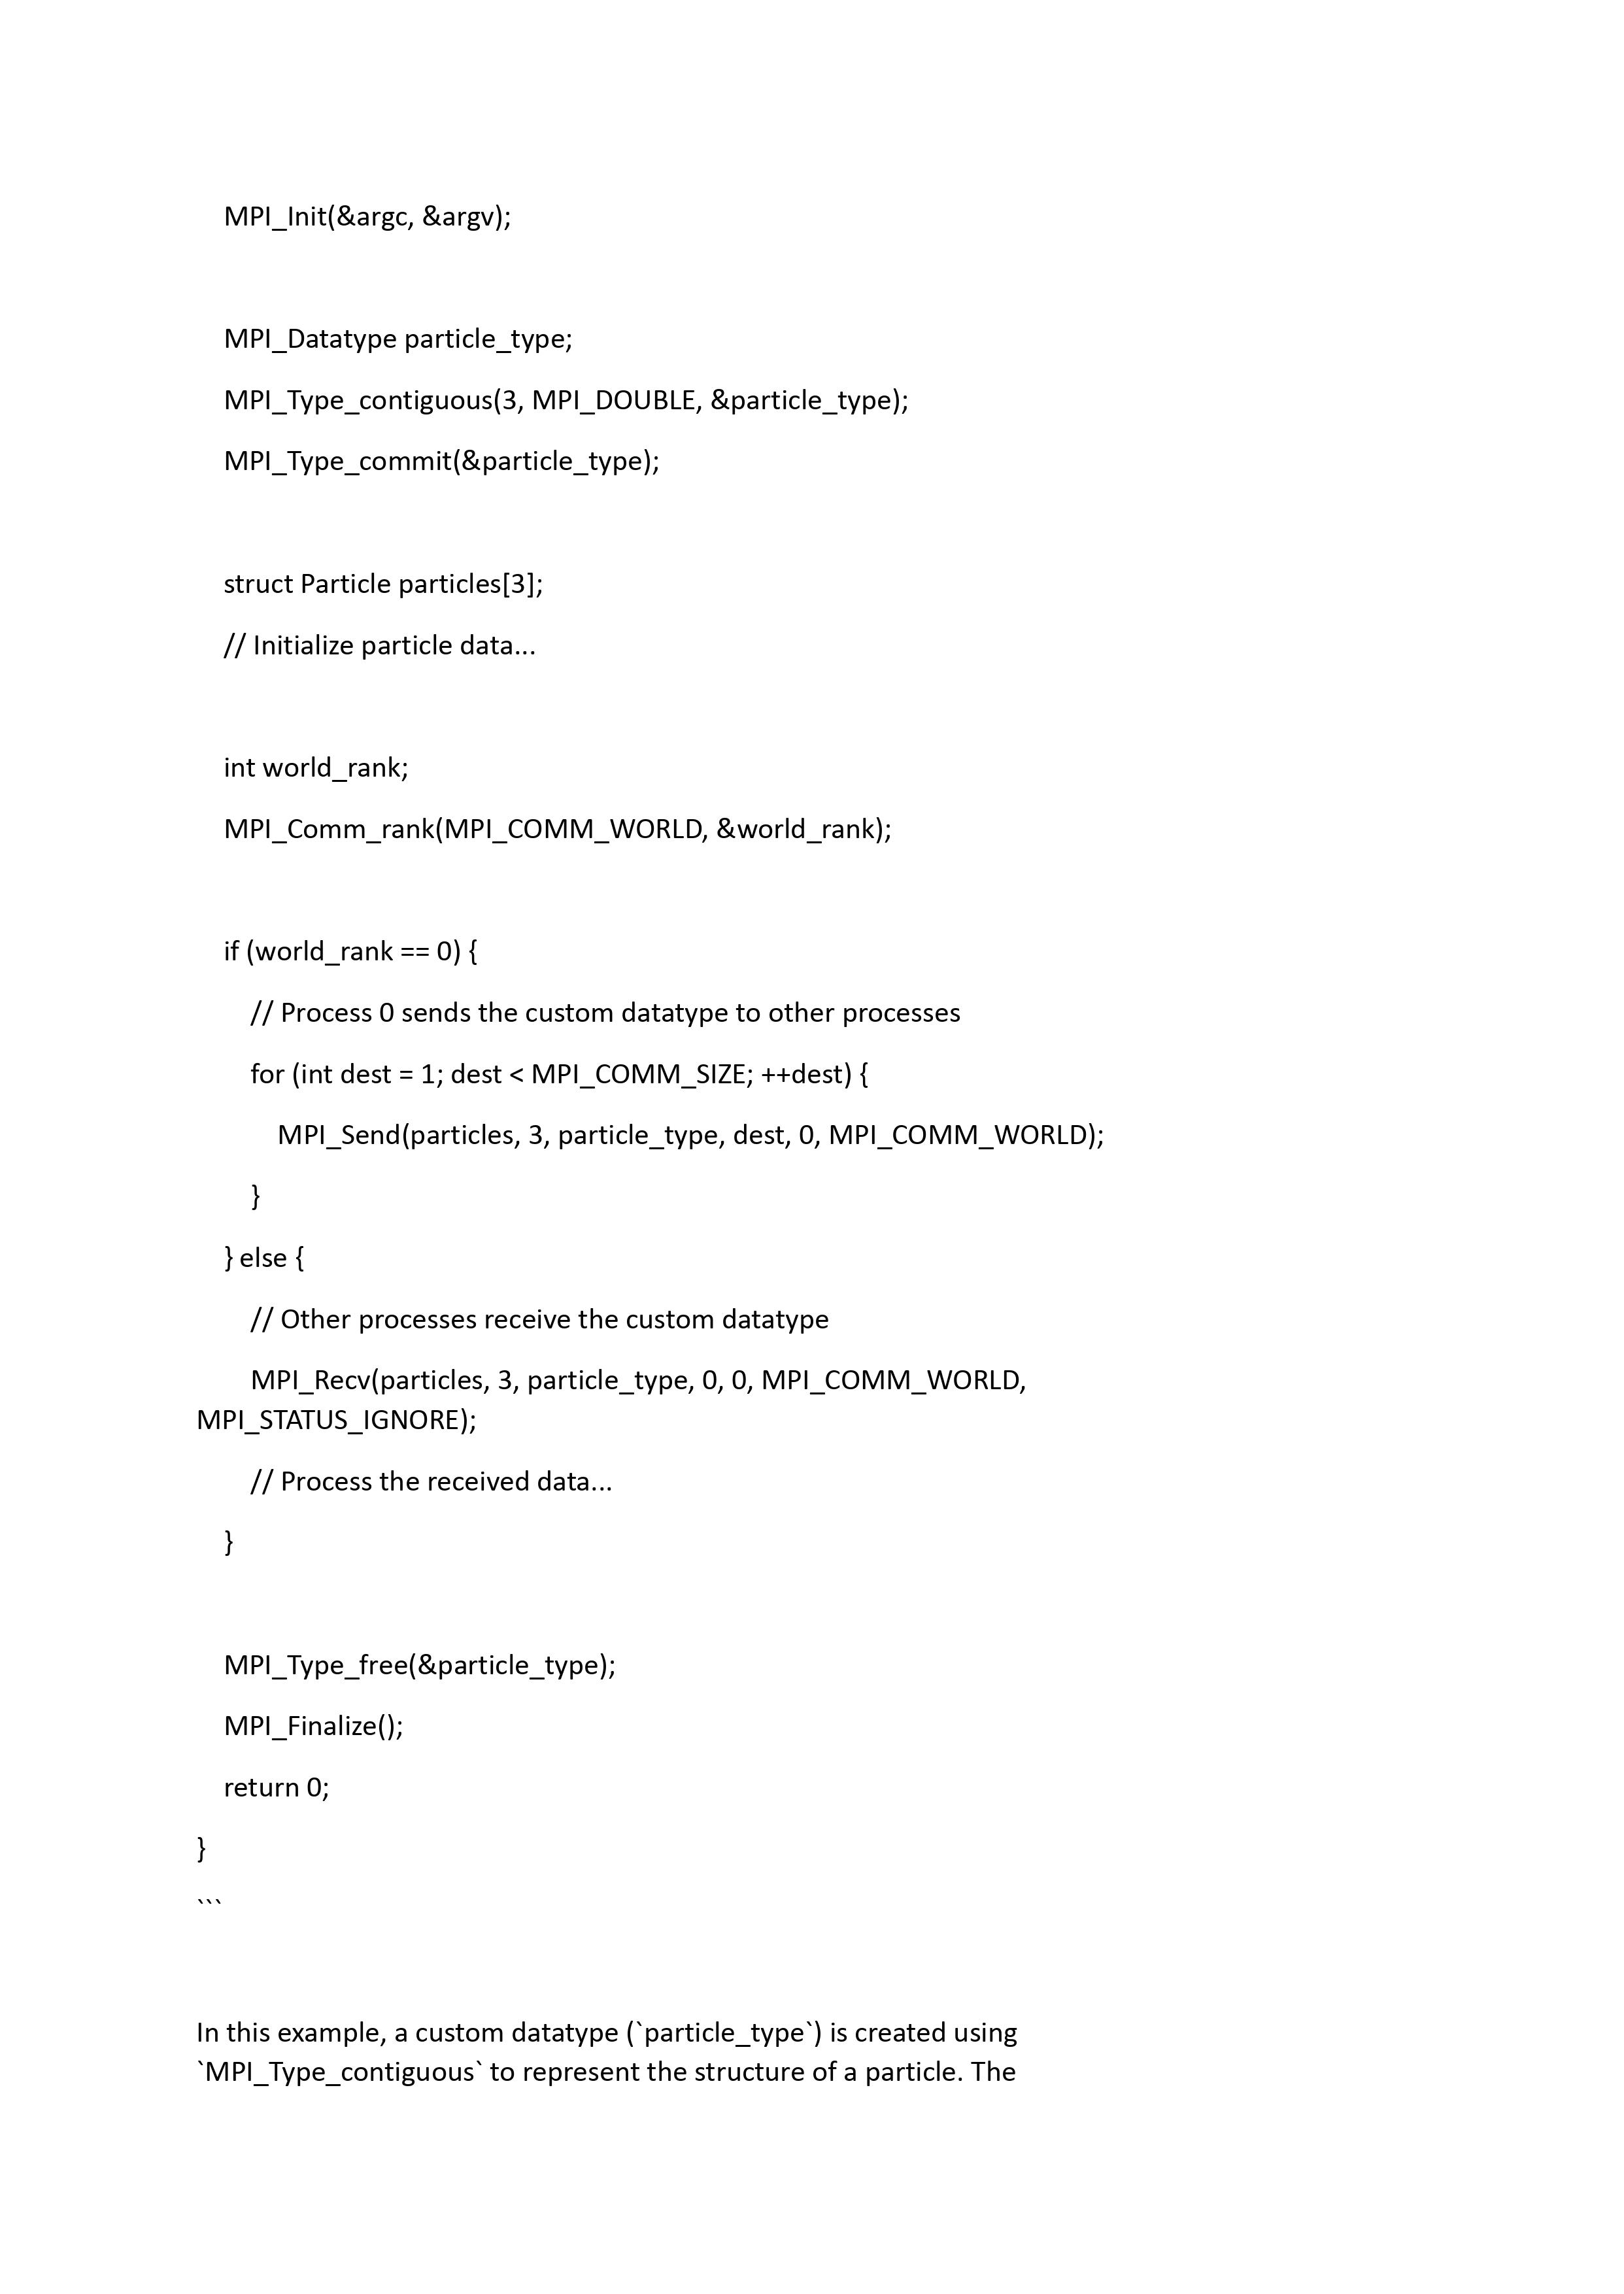 MPI_Init(&argc, &argv);
MPI_Datatype particle_type;
MPI_Type_contiguous(3, MPI_DOUBLE, &particle_type);
MPI_Type_commit(&particle_type);
struct Particle particles[3];
// Initialize particle data...
int world_rank;
MPI_Comm_rank(MPI_COMM_WORLD, &world_rank);
if (world_rank == 0) {
// Process 0 sends the custom datatype to other processes
for (int dest = 1; dest < MPI_COMM_SIZE; ++dest) {
MPI_Send(particles, 3, particle_type, dest, 0, MPI_COMM_WORLD);
}
} else {
// Other processes receive the custom datatype
MPI_Recv(particles, 3, particle_type, 0, 0, MPI_COMM_WORLD,
MPI_STATUS_IGNORE);
// Process the received data...
}
MPI_Type_free(&particle_type);
MPI_Finalize();
return 0;
}
```
In this example, a custom datatype (`particle_type`) is created using
`MPI_Type_contiguous` to represent the structure of a particle. The